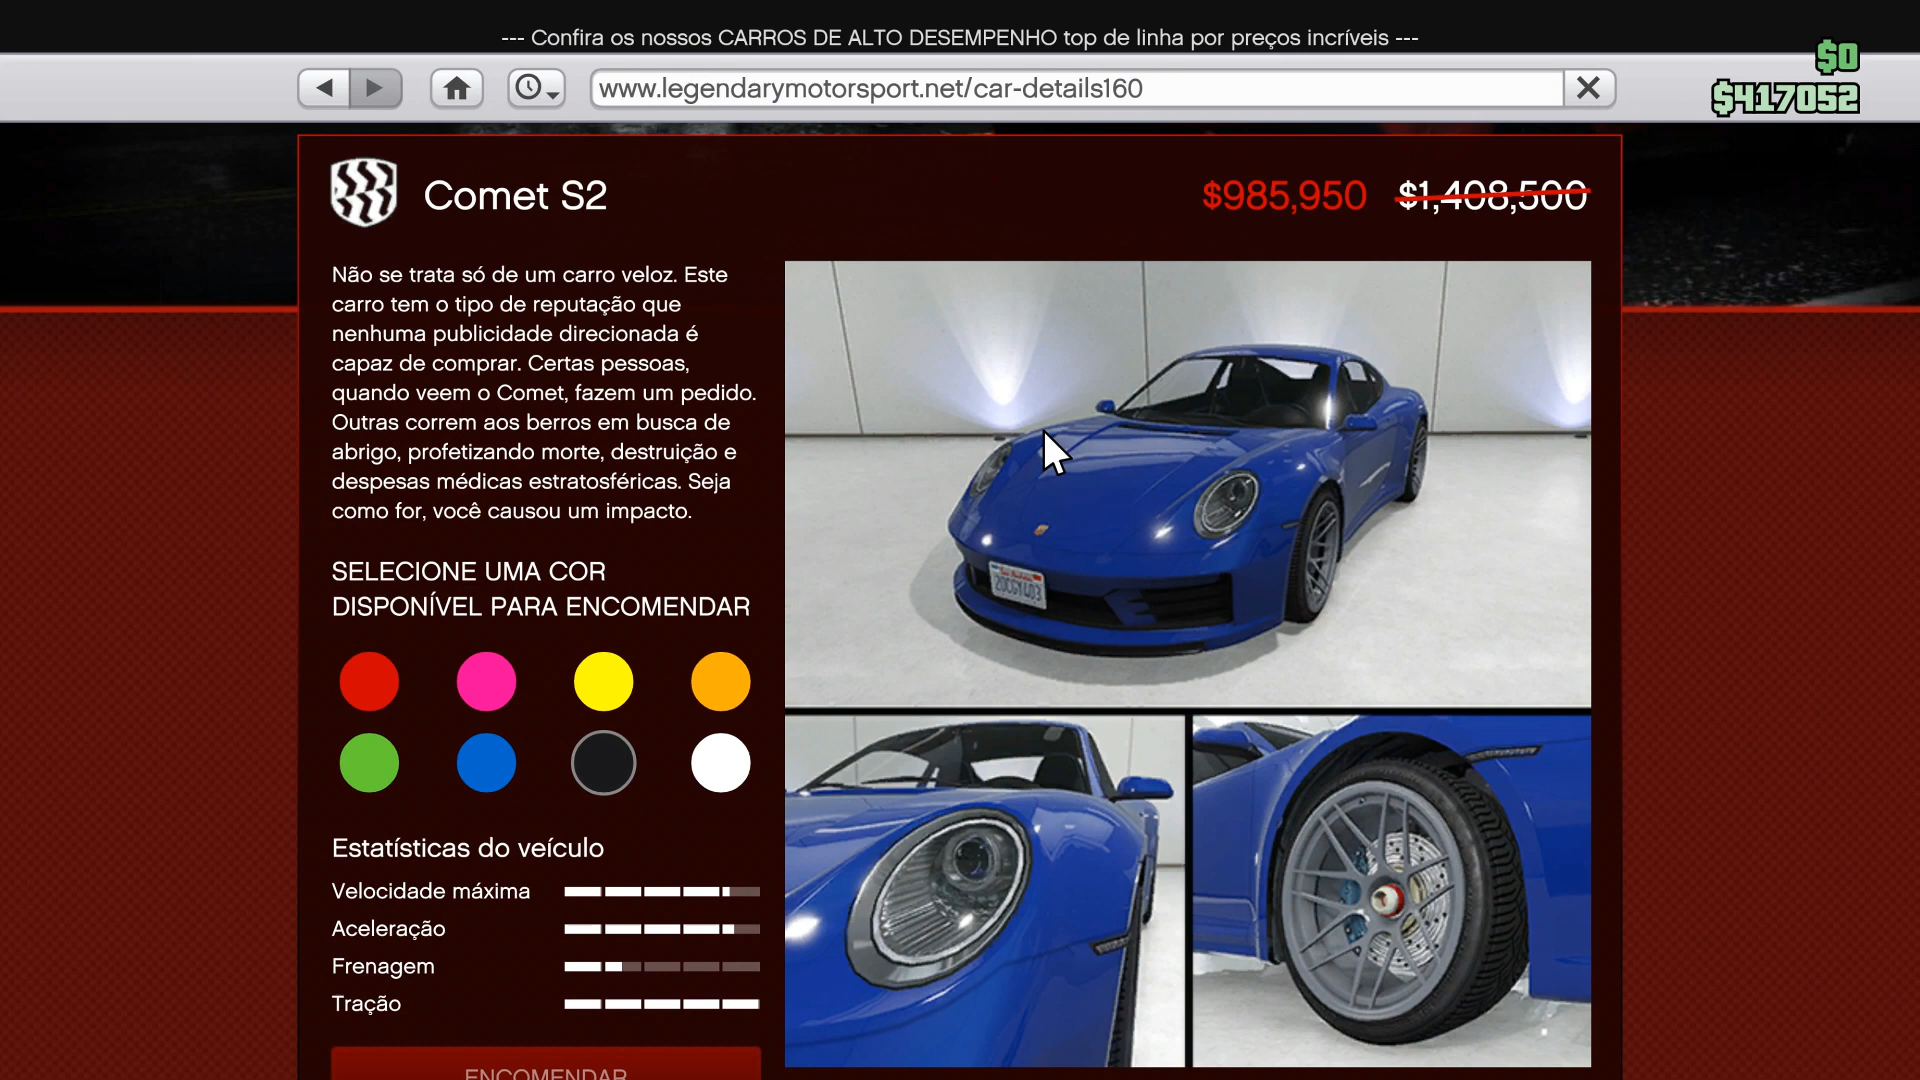 --- Confira os nossos CARROS DE ALTO DESEMPENHO top de linha por preços incríveis ---
www.legendarymotorsport.net/car-details160
$0
$417052
Comet S2
$985,950 $1,408,500
Não se trata só de um carro veloz. Este
carro tem o tipo de reputação que
nenhuma publicidade direcionada é
capaz de comprar. Certas pessoas,
quando veem o Comet, fazem um pedido.
Outras correm aos berros em busca de
abrigo, profetizando morte, destruição e
despesas médicas estratosféricas. Seja
como for, você causou um impacto.
SELECIONE UMA COR
DISPONÍVEL PARA ENCOMENDAR
Estatísticas do veículo
Velocidade máxima
Aceleração
Frenagem
Tração
ENCOMENDAR